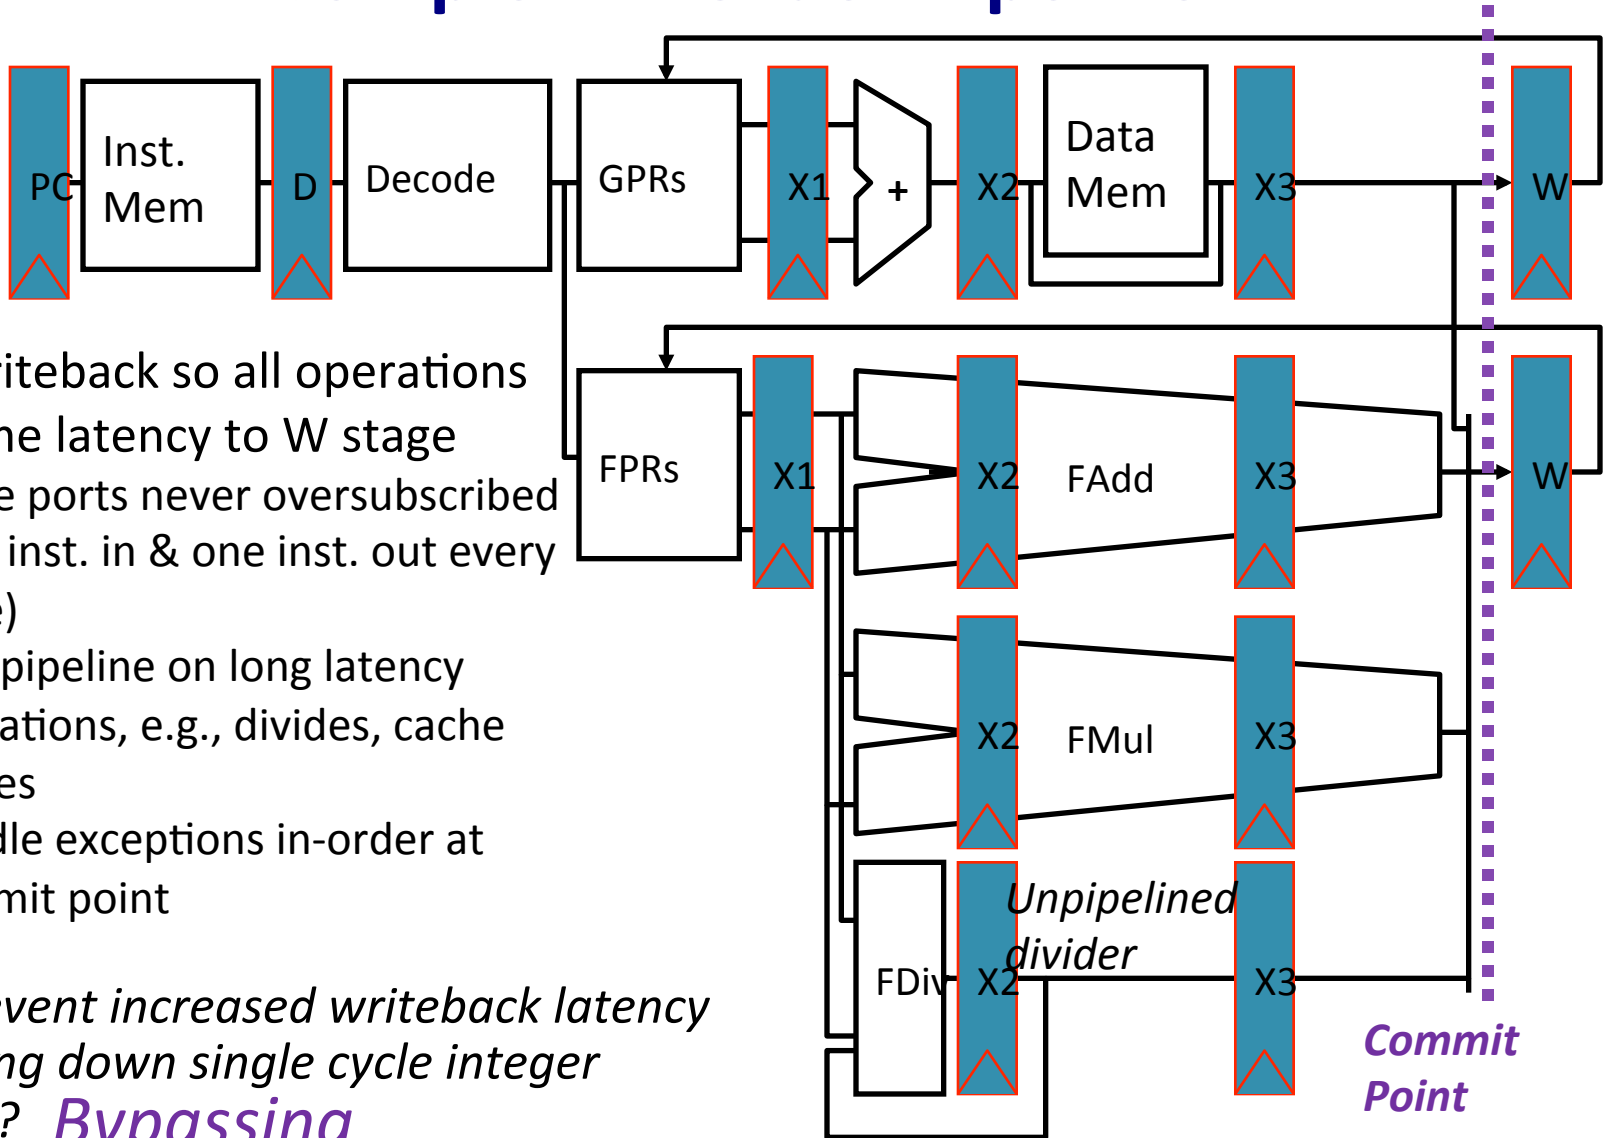 PC
Inst.
Mem
D
Decode
GPRs
X1
+
X2
Data
Mem
X3
W
riteback so all operations
ne latency to W stage
e ports never oversubscribed
inst. in & one inst. out every
e)
pipeline on long latency
ations, e.g., divides, cache
es
dle exceptions in-order at
mit point
event increased writeback latency
ng down single cycle integer
? Bypassing
FPRs
X1
X2
FAdd
X3
W
X2
FMul
X3
FDiv
X2
Unpipelined
divider
X3
Commit
Point